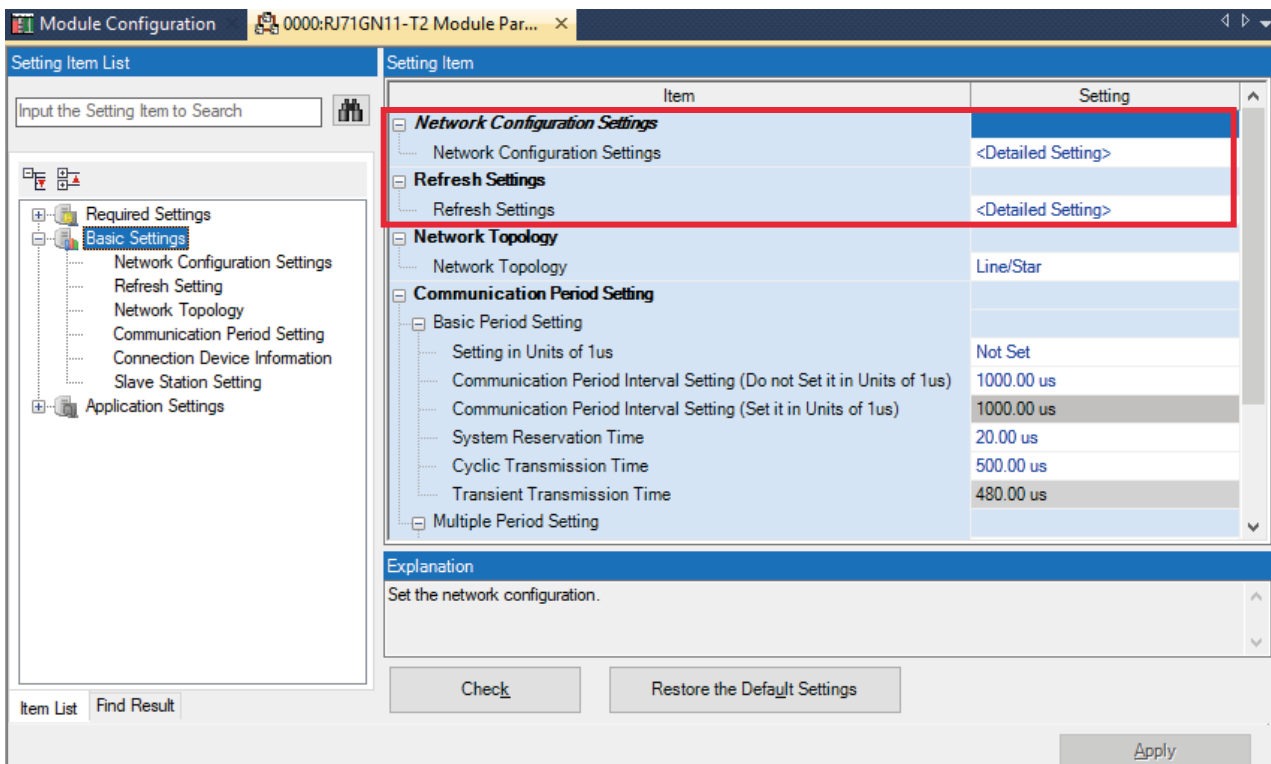 Module Configuration
0000:RJ71GN11-T2 Module Par...
Setting Item List
Input the Setting Item to Search
Required Settings
Basic Settings
Network Configuration Settings
Refresh Setting
Network Topology
Communication Period Setting
Connection Device Information
Slave Station Setting
Application Settings
Item List
Find Result
Setting Item
Item Setting
Network Configuration Settings
Network Configuration Settings <Detailed Setting>
Refresh Settings
Refresh Settings <Detailed Setting>
Network Topology
Network Topology Line/Star
Communication Period Setting
Basic Period Setting
Setting in Units of 1us Not Set
Communication Period Interval Setting (Do not Set it in Units of 1us) 1000.00 us
Communication Period Interval Setting (Set it in Units of 1us) 1000.00 us
System Reservation Time 20.00 us
Cyclic Transmission Time 500.00 us
Transient Transmission Time 480.00 us
Multiple Period Setting
Explanation
Set the network configuration.
Check
Restore the Default Settings
Apply